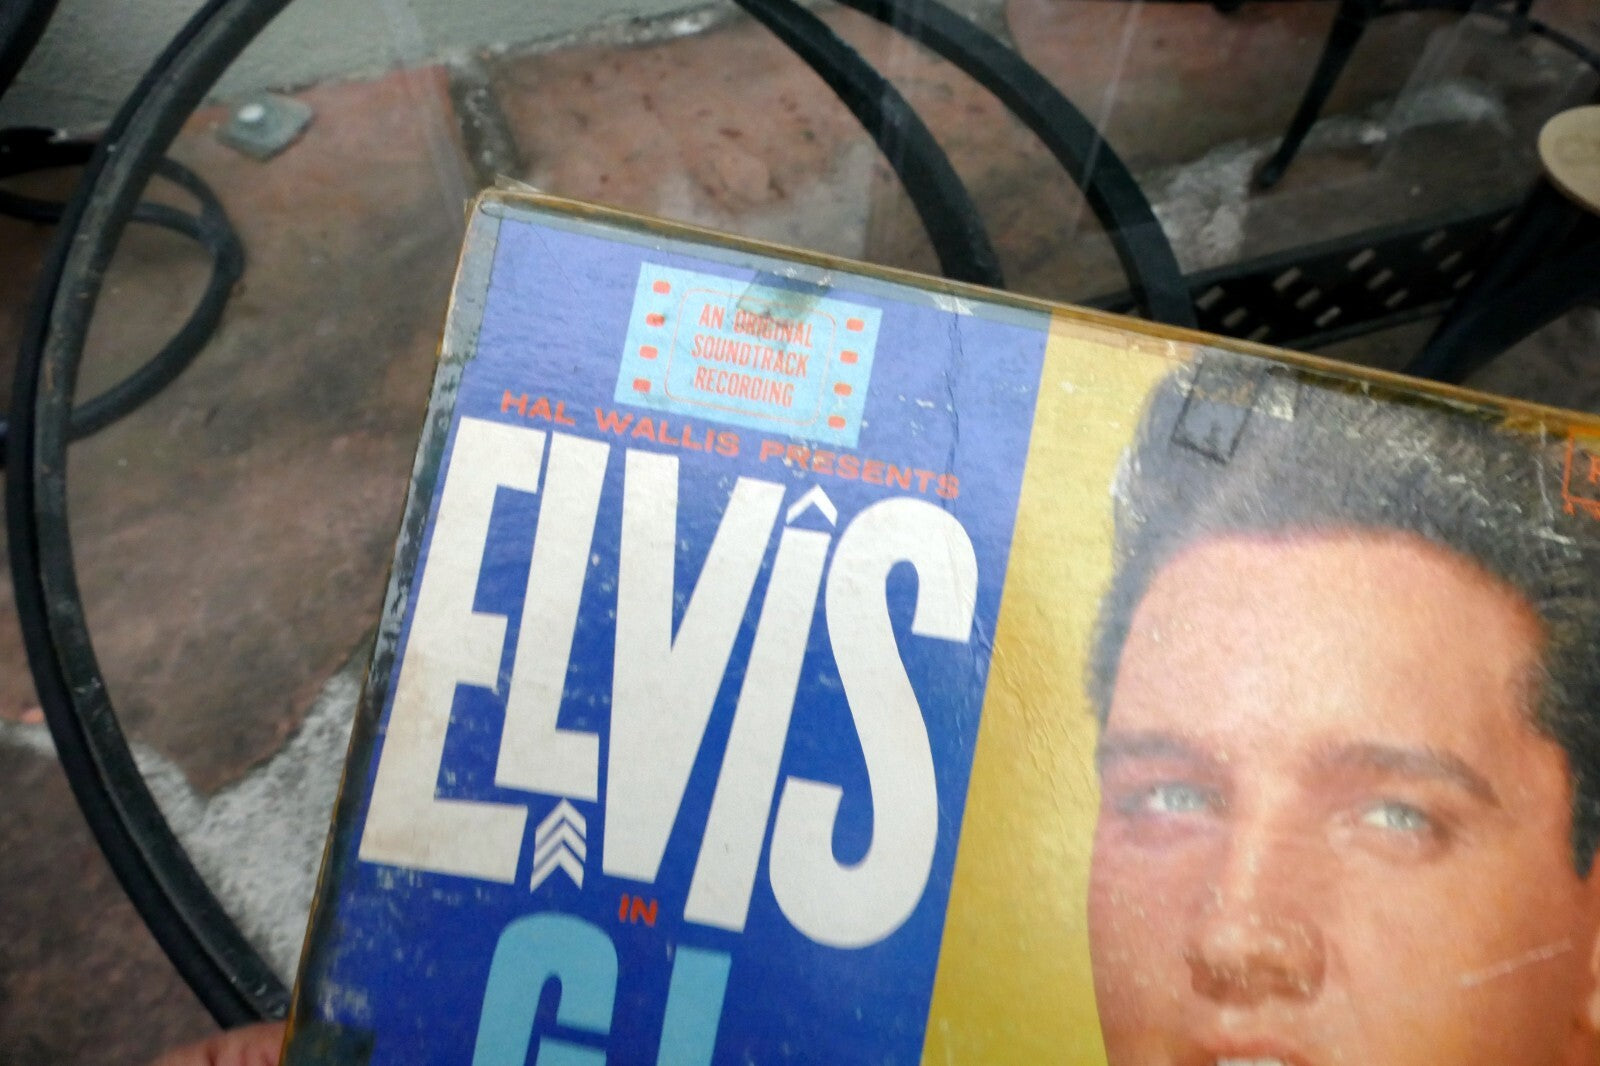 AN ORIGINAL
SOUNDTRACK
RECORDING
HAL WALLIS PRESENTS
ELVIS
IN
G.I.